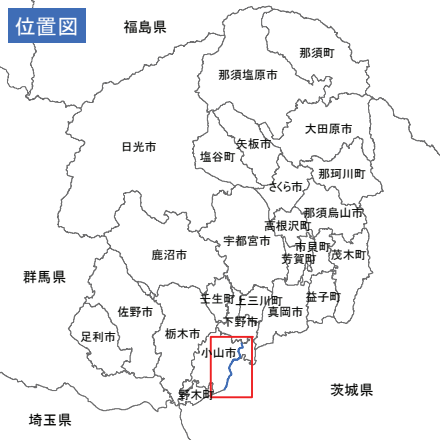 位置図
福島県
那須町
那須塩原市
大田原市
矢板市
日光市
塩谷町
那珂川町
さくら市
那須烏山市
高根沢町
宇都宮市
市貝町
茂木町
芳賀町
鹿沼市
群馬県
壬生町
上三川町
益子町
佐野市
真岡市
下野市
栃木市
足利市
小山市
野木町
茨城県
埼玉県